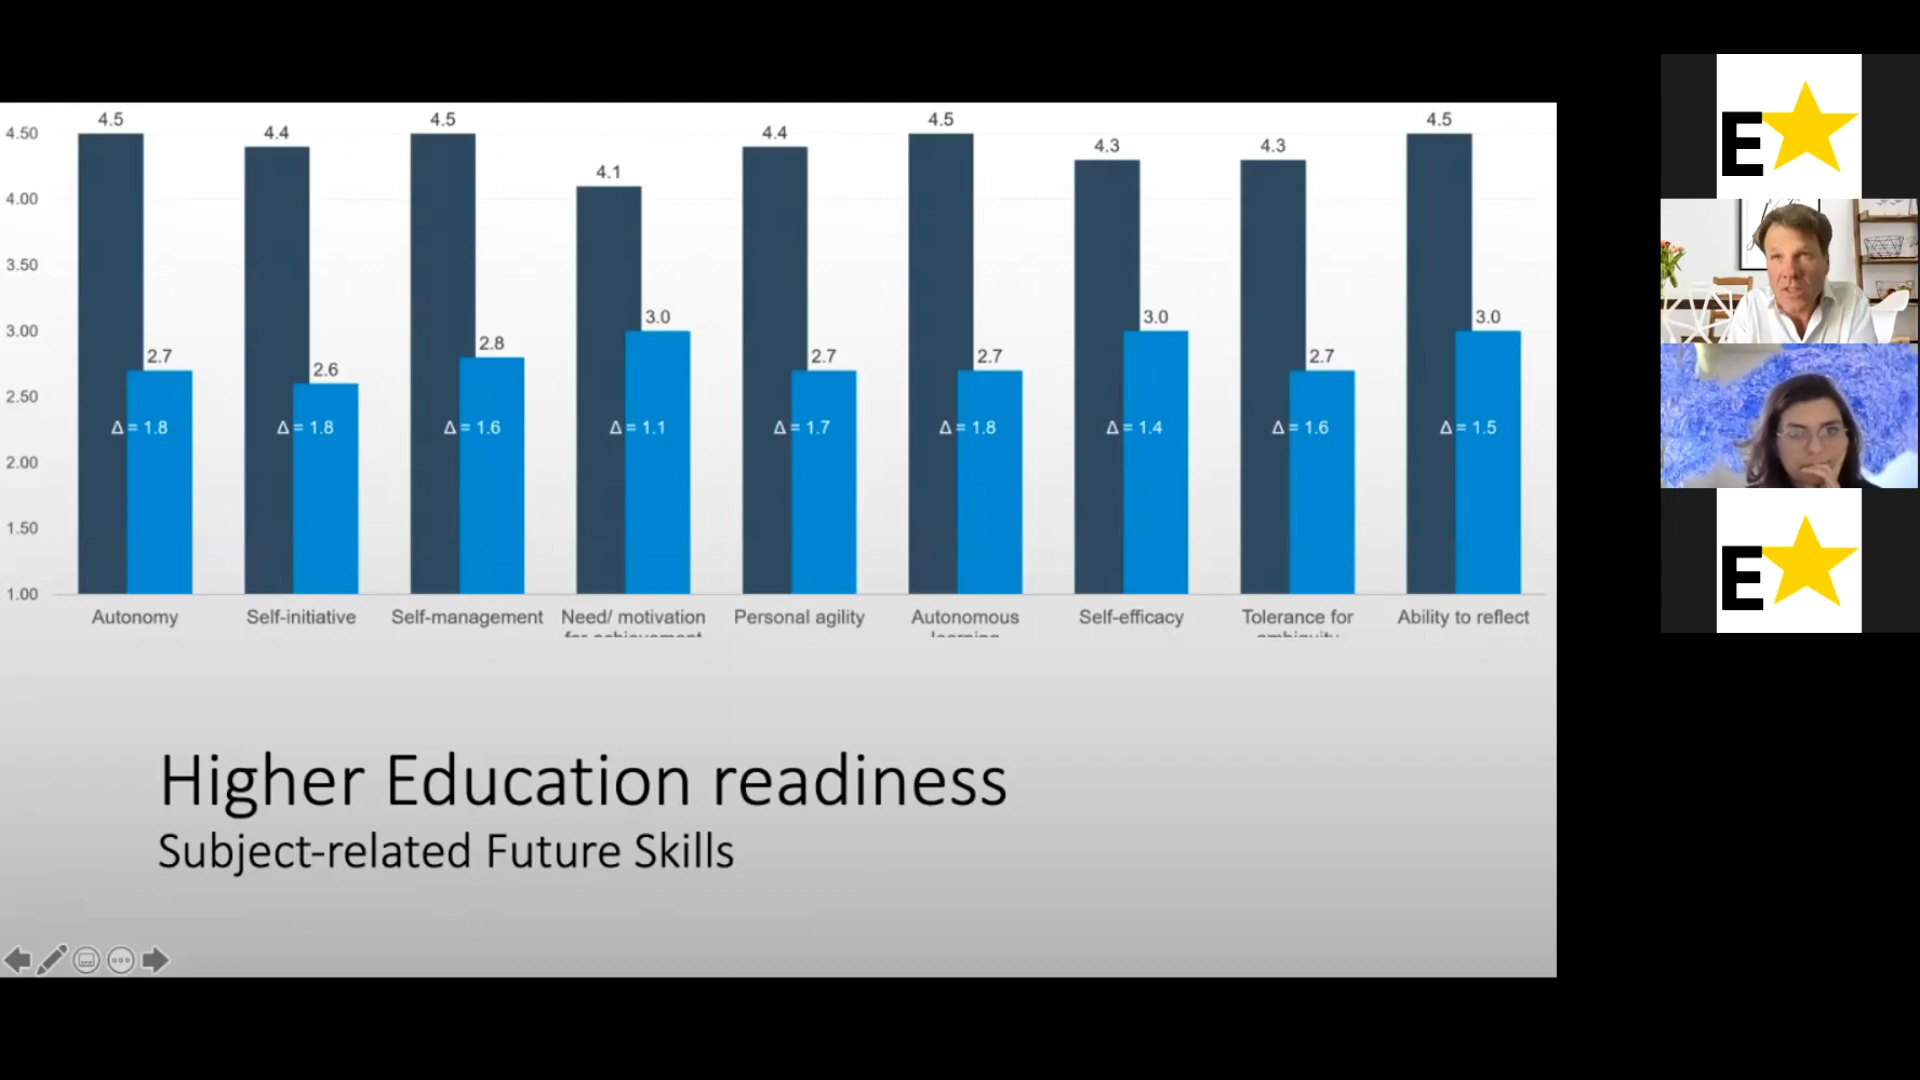 4.5 4.4 4.5 4.1 4.4 4.5 4.3 4.3 4.5
4.50
4.00
3.50
3.00
2.50
2.00
1.50
1.00
2.7 2.6 2.8 3.0 2.7 2.7 3.0 2.7 3.0
Δ = 1.8 Δ = 1.8 Δ = 1.6 Δ = 1.1 Δ = 1.7 Δ = 1.8 Δ = 1.4 Δ = 1.6 Δ = 1.5
Autonomy Self-initiative Self-management Need/ motivation Personal agility Autonomous Self-efficacy Tolerance for Ability to reflect
for achievement learning ambiguity
Higher Education readiness
Subject-related Future Skills
E
E